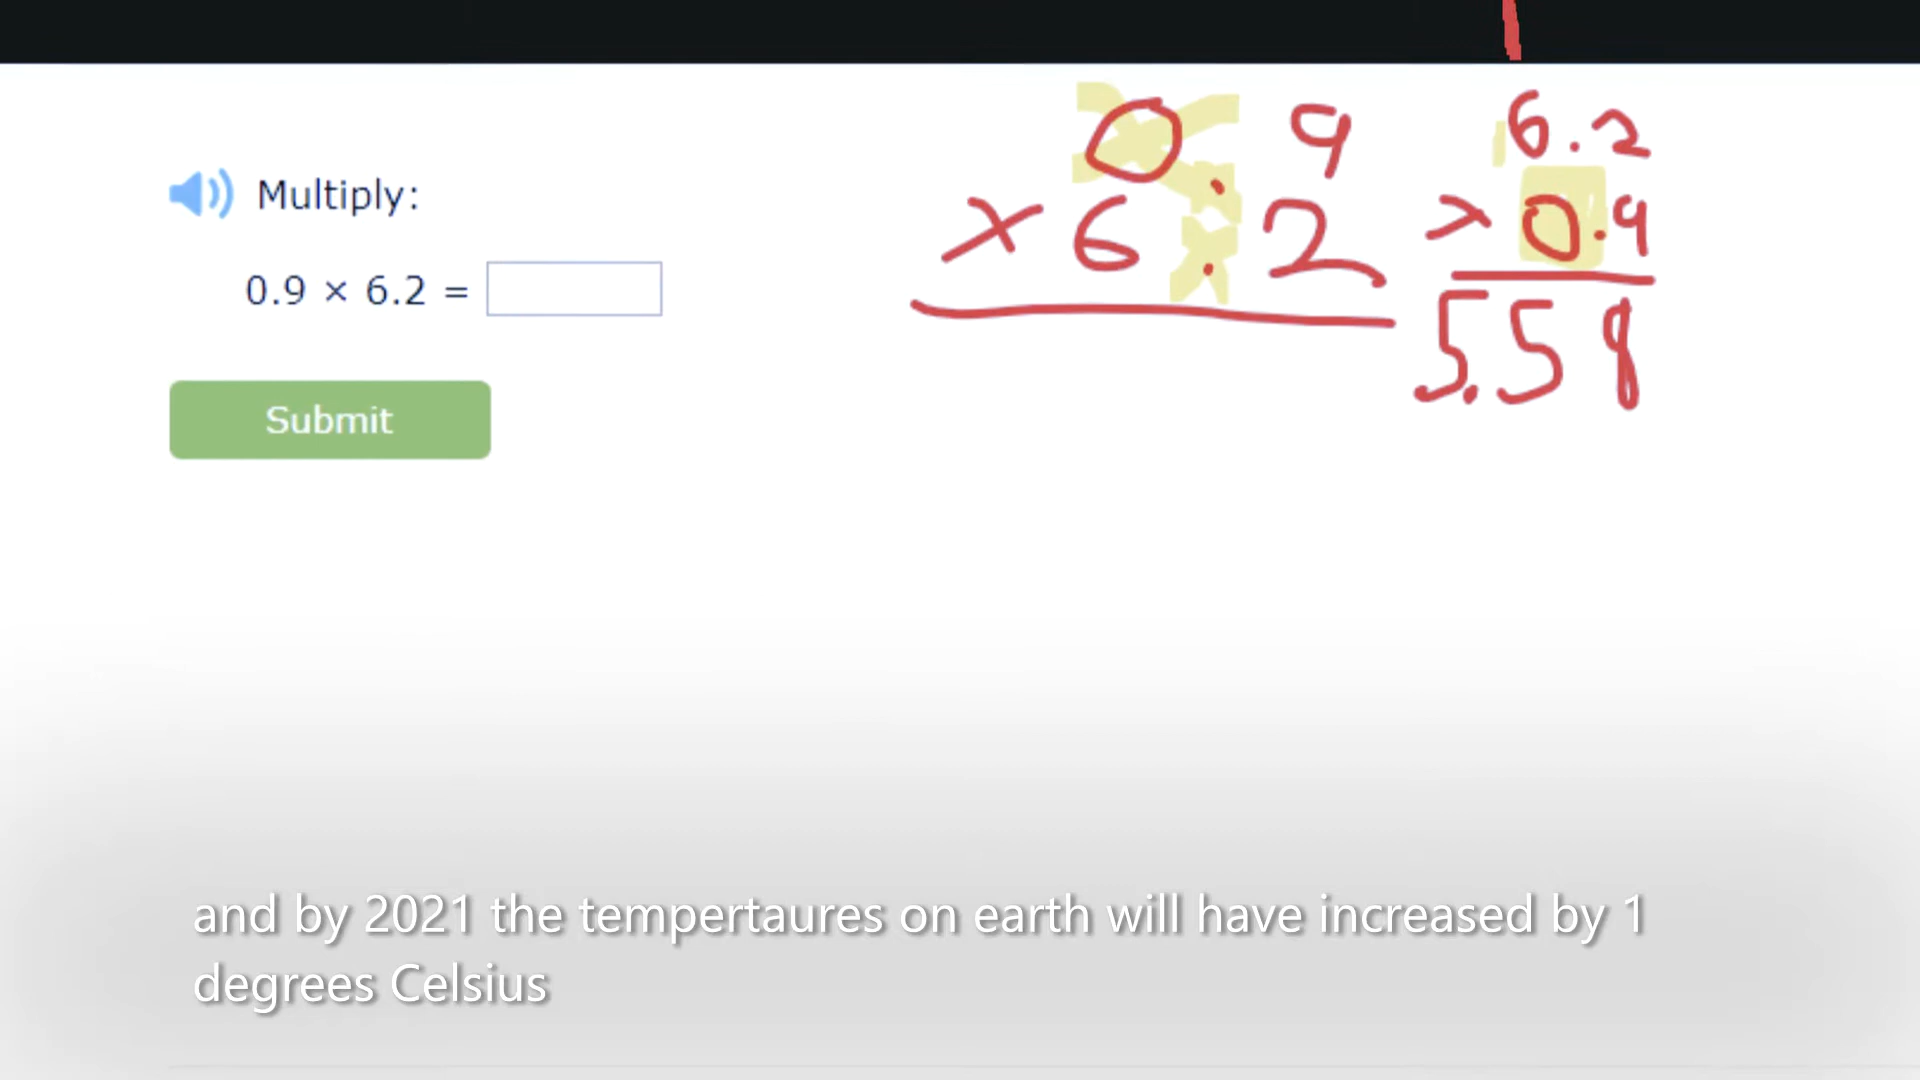 Multiply:
0.9 × 6.2 =
Submit
0.9
× 6.2
6.2
× 0.9
5.58
and by 2021 the tempertaures on earth will have increased by 1
degrees Celsius